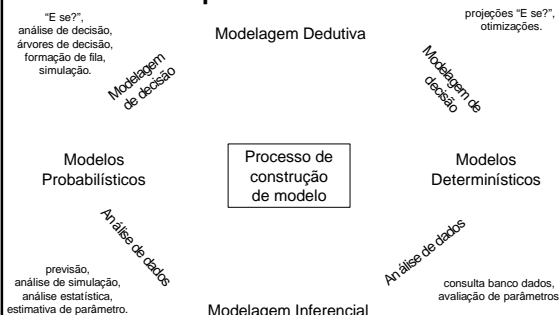 “E se?”,
análise de decisão,
árvores de decisão,
formação de fila,
simulação.
Modelagem Dedutiva
projeções “E se?”,
otimizações.
Modelagem
de decisão
Modelagem de
decisão
Modelos
Probabilísticos
Processo de
construção
de modelo
Modelos
Determinísticos
Análise de dados
Análise de dados
previsão,
análise de simulação,
análise estatística,
estimativa de parâmetro.
Modelagem Inferencial
consulta banco dados,
avaliação de parâmetros